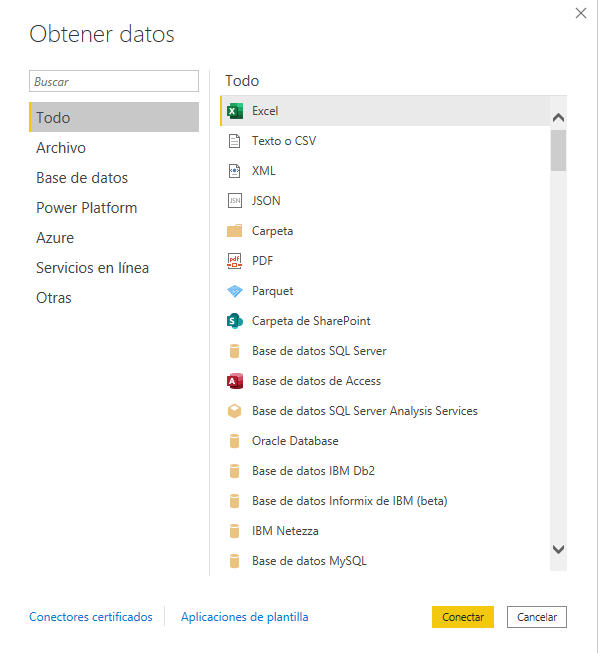 Obtener datos
Buscar
Todo
Archivo
Base de datos
Power Platform
Azure
Servicios en línea
Otras
Todo
Excel
Texto o CSV
XML
JSON
Carpeta
PDF
Parquet
Carpeta de SharePoint
Base de datos SQL Server
Base de datos de Access
Base de datos SQL Server Analysis Services
Oracle Database
Base de datos IBM Db2
Base de datos Informix de IBM (beta)
IBM Netezza
Base de datos MySQL
Conectores certificados
Aplicaciones de plantilla
Conectar
Cancelar